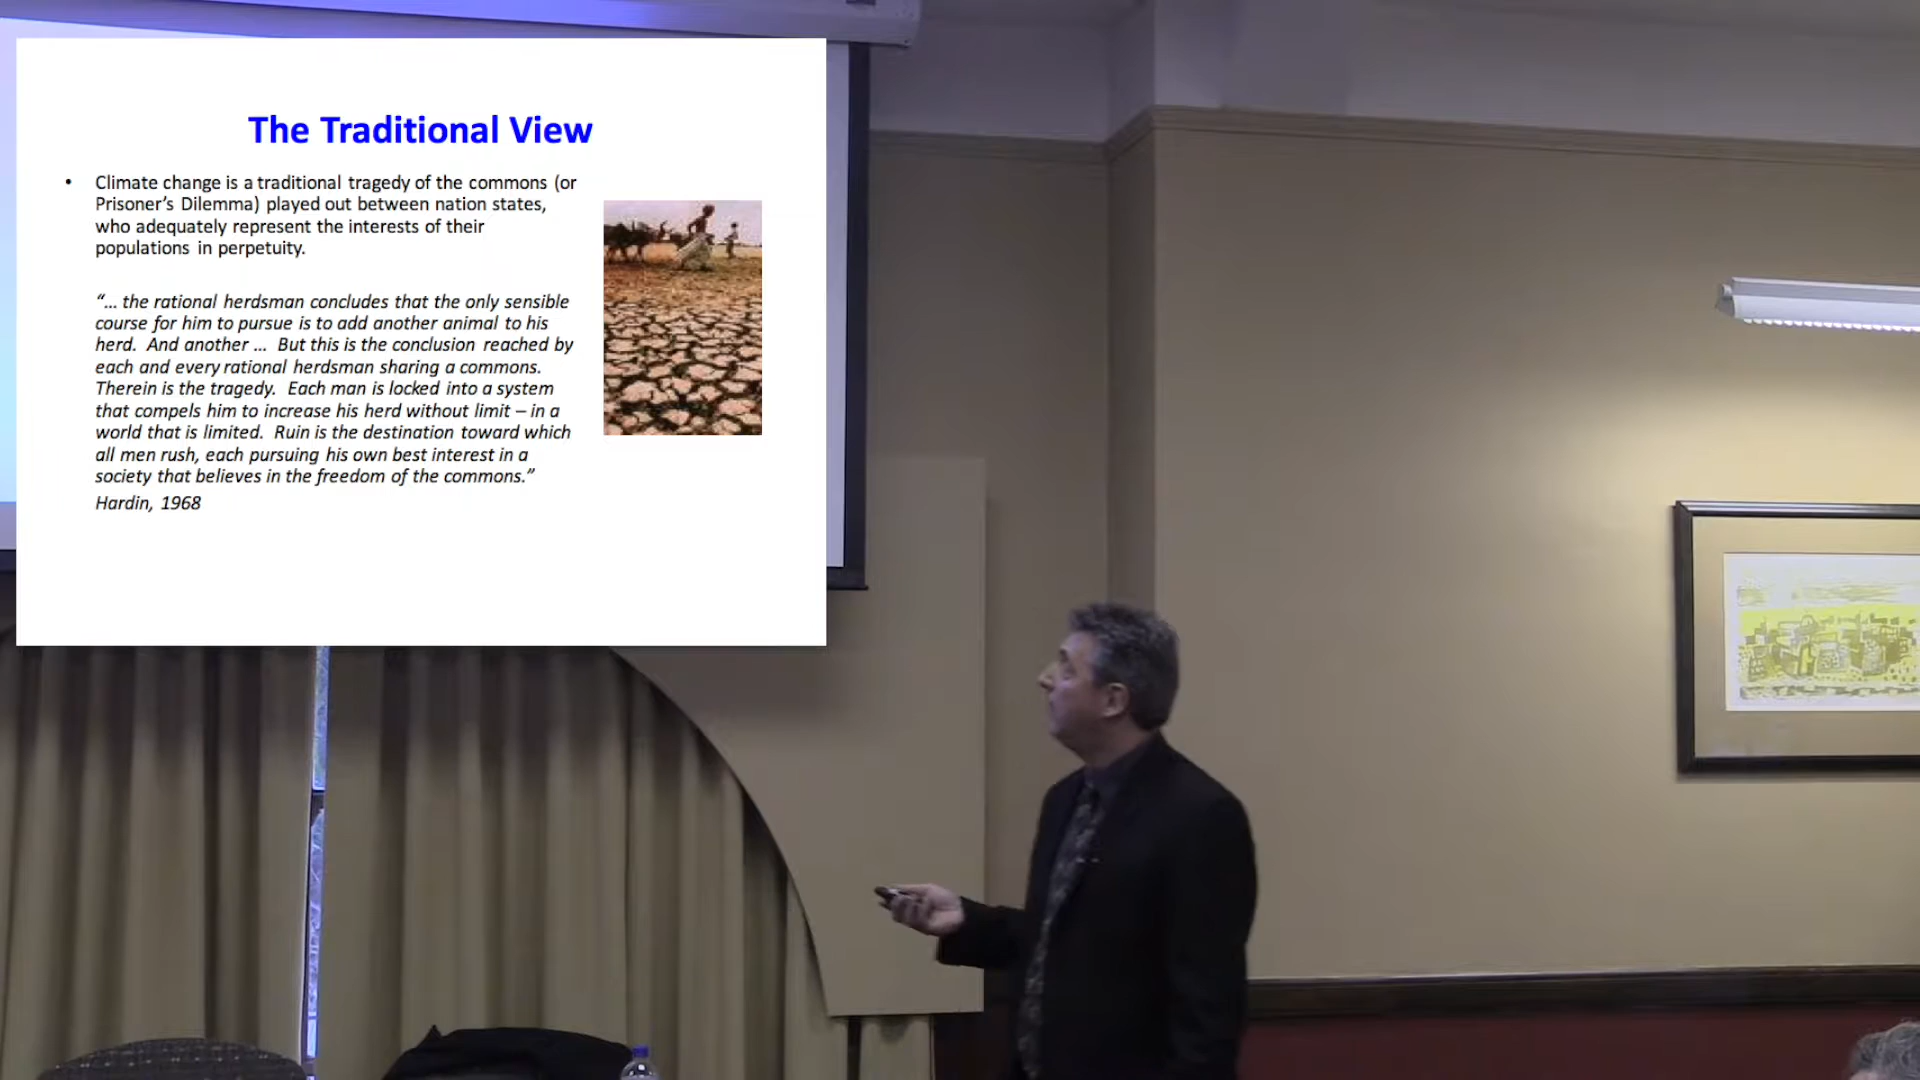 The Traditional View
• Climate change is a traditional tragedy of the commons (or
Prisoner's Dilemma) played out between nation states,
who adequately represent the interests of their
populations in perpetuity.
“… the rational herdsman concludes that the only sensible
course for him to pursue is to add another animal to his
herd. And another … But this is the conclusion reached by
each and every rational herdsman sharing a commons.
Therein is the tragedy. Each man is locked into a system
that compels him to increase his herd without limit – in a
world that is limited. Ruin is the destination toward which
all men rush, each pursuing his own best interest in a
society that believes in the freedom of the commons.”
Hardin, 1968